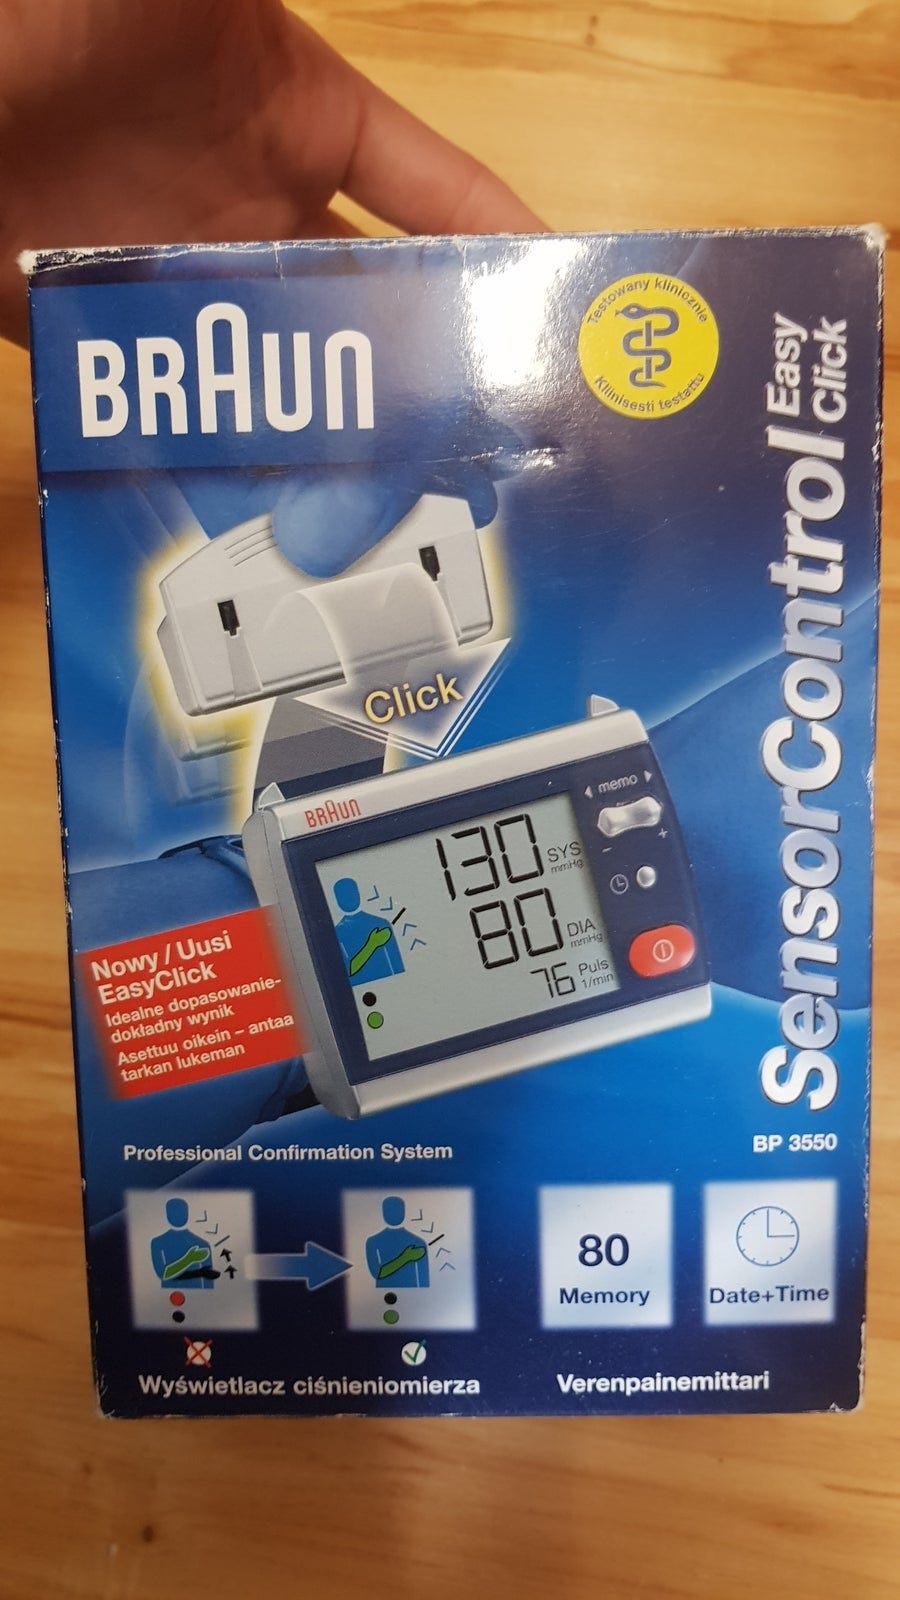 BRAUN
Testowany klinicznie
Kliinisesti testattu
SensorControl
Easy
Click
Click
BRAUN
memo
130 SYS
mmHg
80 DIA
mmHg
76 Puls
1/min
- +
Nowy / Uusi
EasyClick
Idealne dopasowanie-
dokładny wynik
Asettuu oikein – antaa
tarkan lukeman
Professional Confirmation System
BP 3550
80
Memory
Date+Time
Wyświetlacz ciśnieniomierza
Verenpainemittari